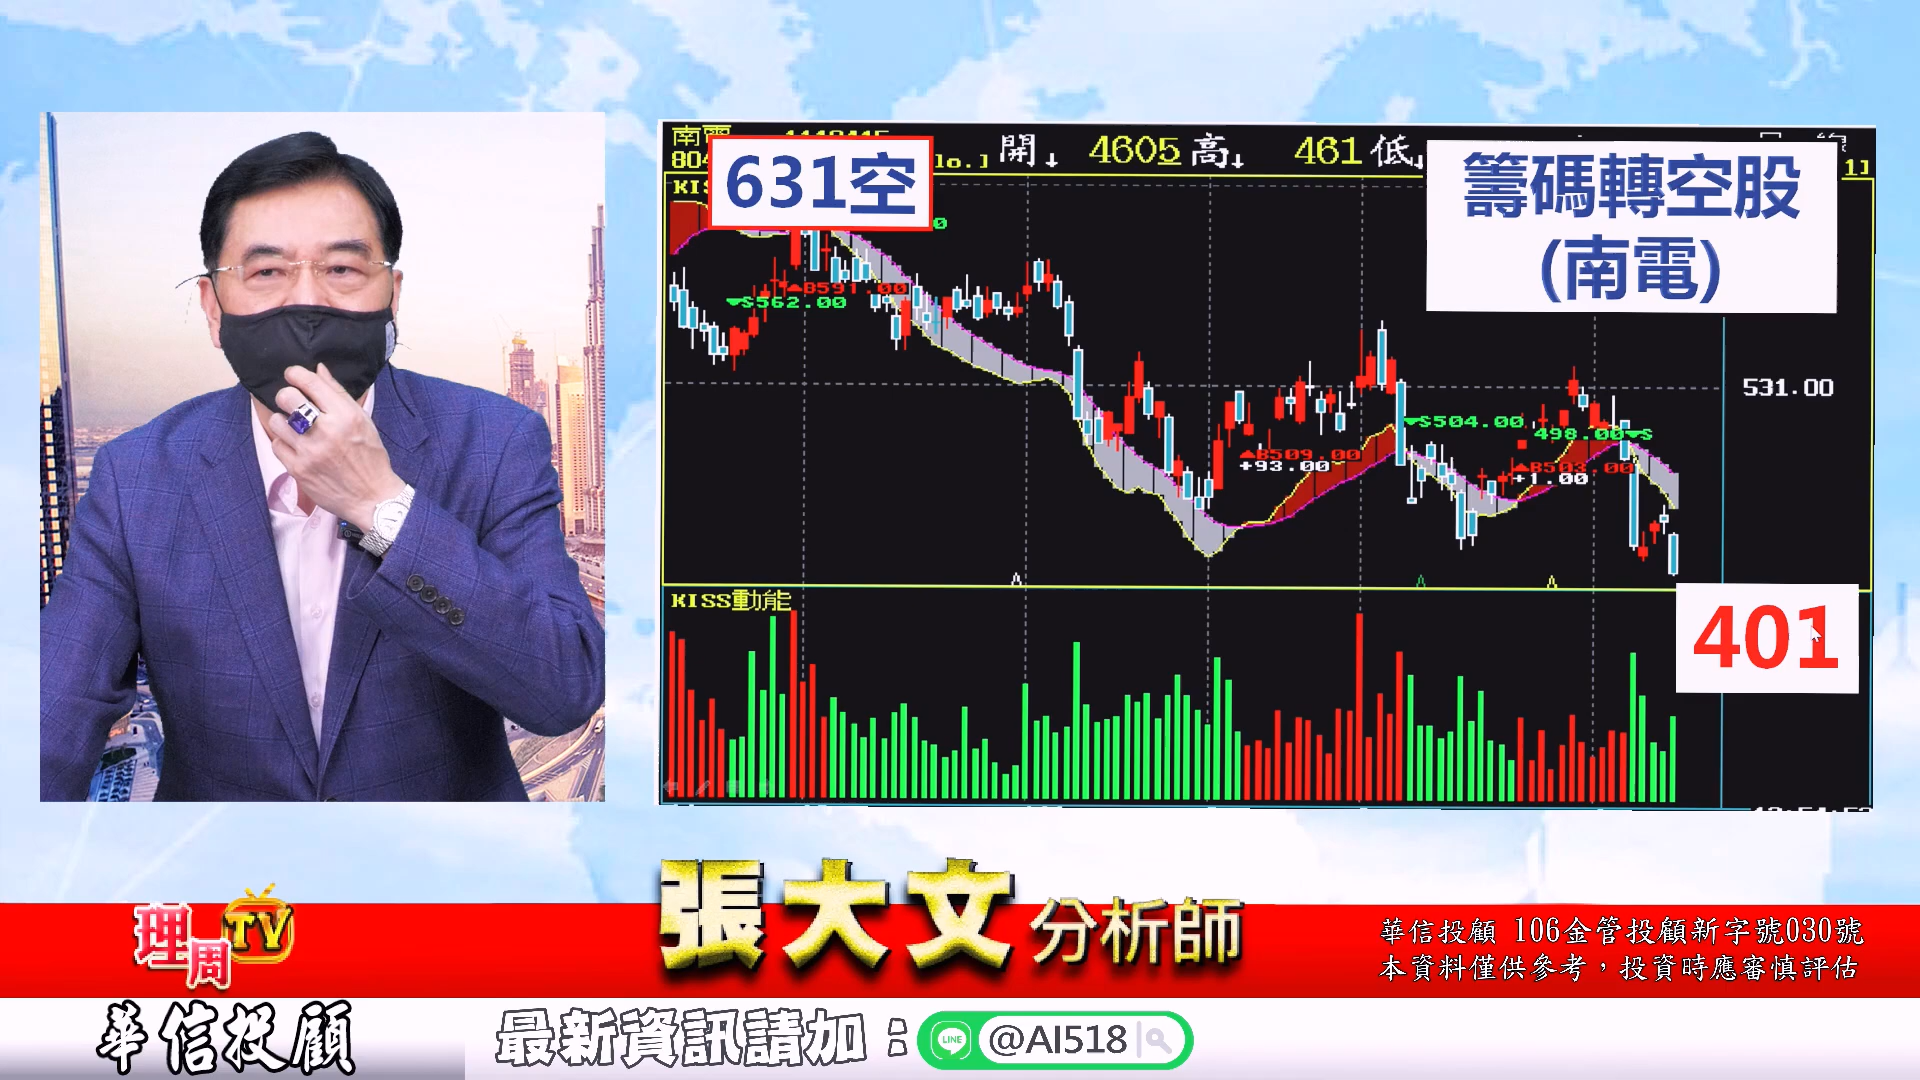 南電
631空
開↓ 4605 高↓ 461 低↓
1]
籌碼轉空股
(南電)
B591.00
S562.00
531.00
S504.00
498.00 S
B509.00
+93.00
B503.00
+1.00
KISS動能
401
張大文 分析師
理周TV
華信投顧 106金管投顧新字號030號
本資料僅供參考，投資時應審慎評估
華信投顧
最新資訊請加：
LINE
@AI518